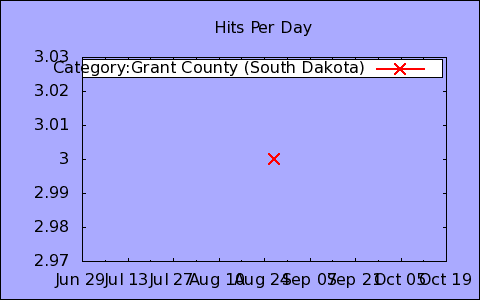 Hits Per Day
3.03
Category:Grant County (South Dakota)
3.02
3.01
3
2.99
2.98
2.97
Jun 29 Jul 13 Jul 27 Aug 10 Aug 24 Sep 07 Sep 21 Oct 05 Oct 19